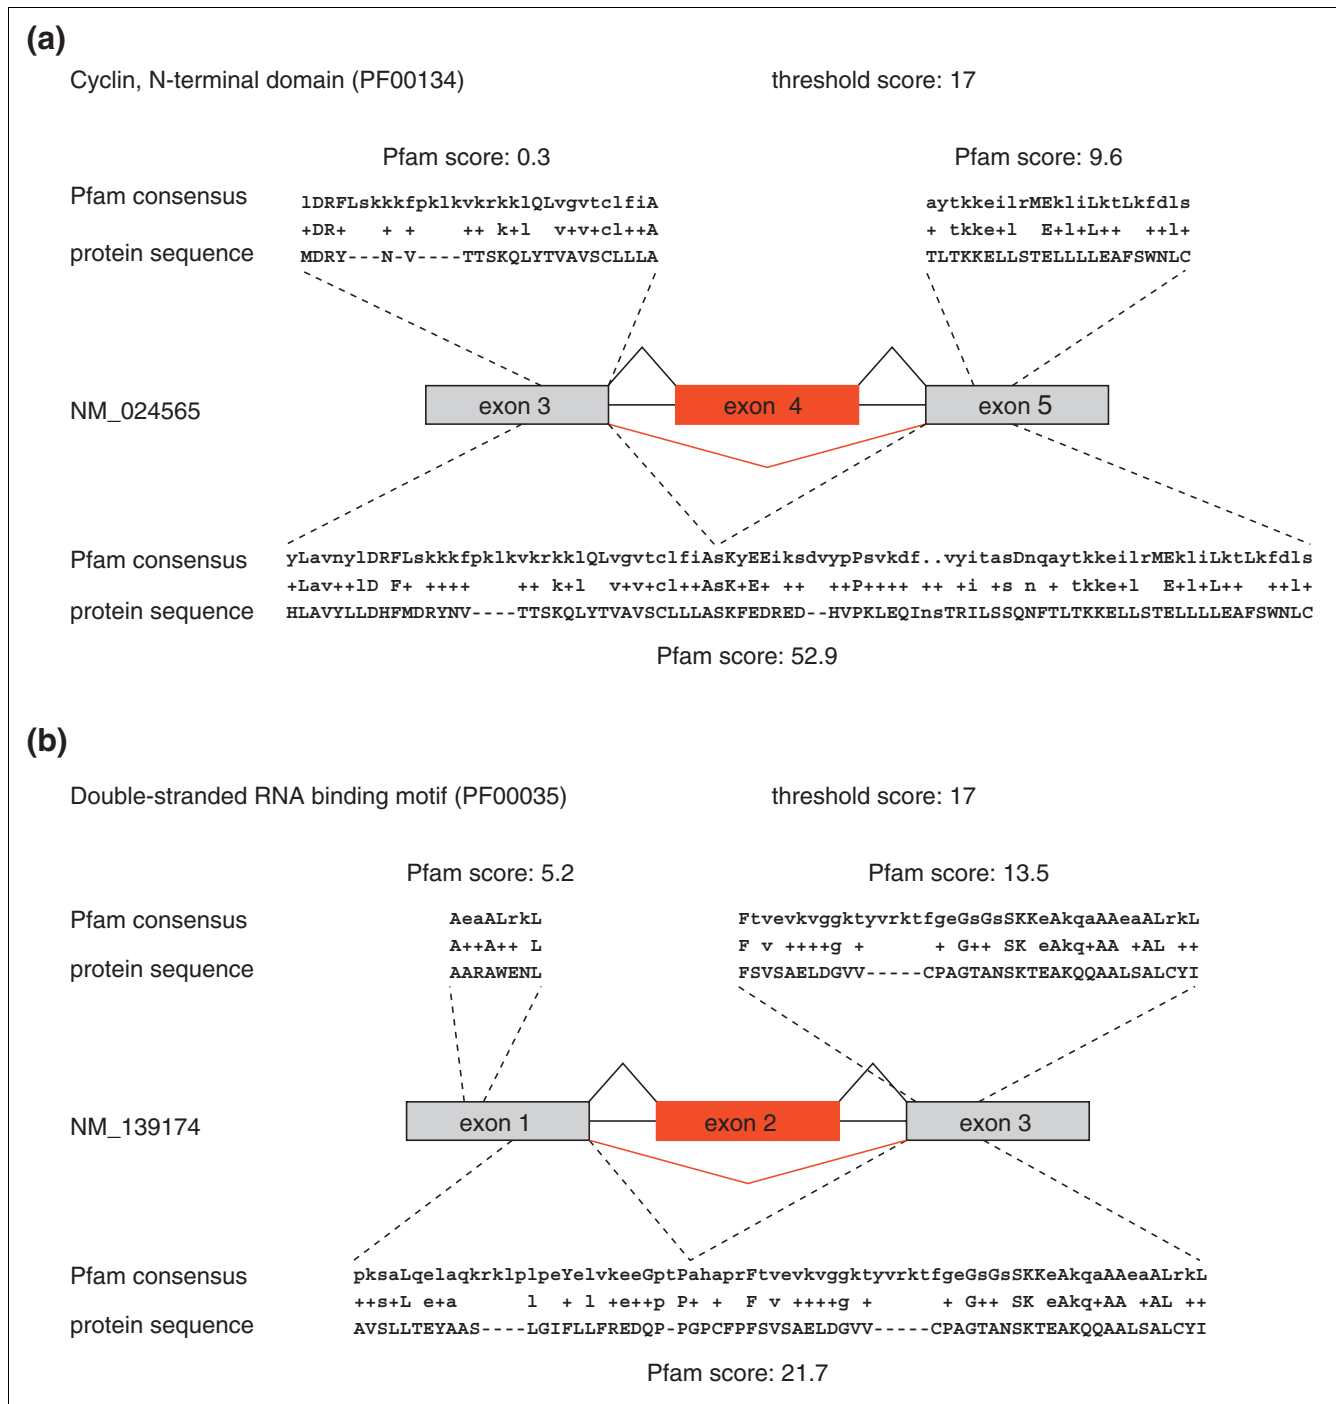 (a)
Cyclin, N-terminal domain (PF00134) threshold score: 17
Pfam score: 0.3 Pfam score: 9.6
Pfam consensus lDRFLskkkfpklkvkrkklQLvgvtclfiA aytkkeilrMEkliLktLkfdls
+DR+ + + ++ k+l v+v+cl++A + tkke+l E+l+L++ ++l+
protein sequence MDRY---N-V----TTSKQLYTVAVSCLLLA TLTKKELLSTELLLLEAFSWNLC
NM_024565 exon 3 exon 4 exon 5
Pfam consensus yLavnylDRFLskkkfpklkvkrkklQLvgvtclfiAsKyEEiksdvypPsvkdf..vyitasDnqaytkkeilrMEkliLktLkfdls
+Lav++lD F+ ++++ ++ k+l v+v+cl++AsK+E+ ++ ++P++++ ++ +i +s n + tkke+l E+l+L++ ++l+
protein sequence HLAVYLLDHFMDRYNV----TTSKQLYTVAVSCLLLASKFEDRED--HVPKLEQInsTRILSSQNFTLTKKELLSTELLLLEAFSWNLC
Pfam score: 52.9
(b)
Double-stranded RNA binding motif (PF00035) threshold score: 17
Pfam score: 5.2 Pfam score: 13.5
Pfam consensus AeaALrkL FtvevkvggktyvrktfgeGsGsSKKeAkqaAAeaALrkL
A++A++ L F v ++++g + + G++ SK eAkq+AA +AL ++
protein sequence AARAWENL FSVSAELDGVV-----CPAGTANSKTEAKQQAALSALCYI
NM_139174 exon 1 exon 2 exon 3
Pfam consensus pksaLqelaqkrklplpeYelvkeeGptPahaprFtvevkvggktyvrktfgeGsGsSKKeAkqaAAeaALrkL
++s+L e+a l + l +e++p P+ + F v ++++g + + G++ SK eAkq+AA +AL ++
protein sequence AVSLLTEYAAS----LGIFLLFREDQP-PGPCFPFSVSAELDGVV-----CPAGTANSKTEAKQQAALSALCYI
Pfam score: 21.7